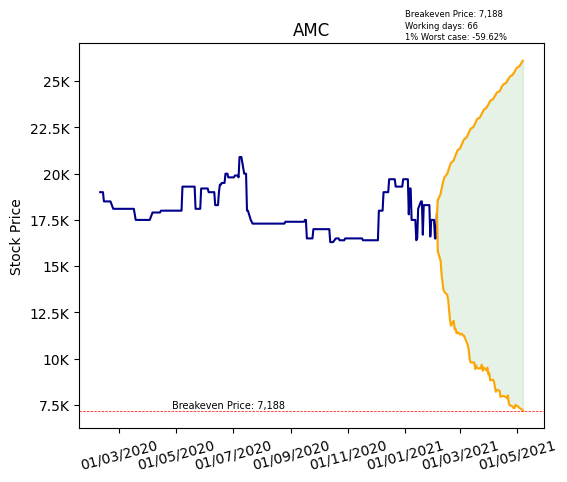 Breakeven Price: 7,188
Working days: 66
1% Worst case: -59.62%
AMC
Stock Price
25K
22.5K
20K
17.5K
15K
12.5K
10K
7.5K
Breakeven Price: 7,188
01/03/2020
01/05/2020
01/07/2020
01/09/2020
01/11/2020
01/01/2021
01/03/2021
01/05/2021